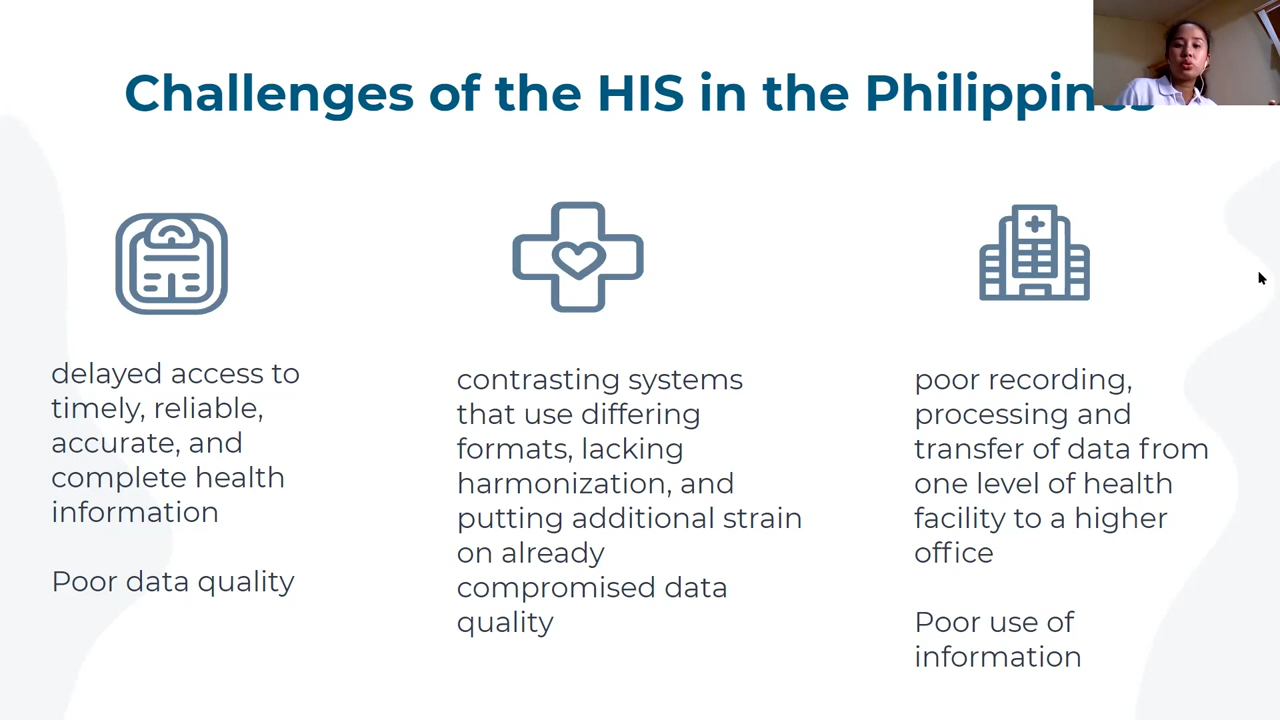 Challenges of the HIS in the Philippin
delayed access to
timely, reliable,
accurate, and
complete health
information
Poor data quality
contrasting systems
that use differing
formats, lacking
harmonization, and
putting additional strain
on already
compromised data
quality
poor recording,
processing and
transfer of data from
one level of health
facility to a higher
office
Poor use of
information